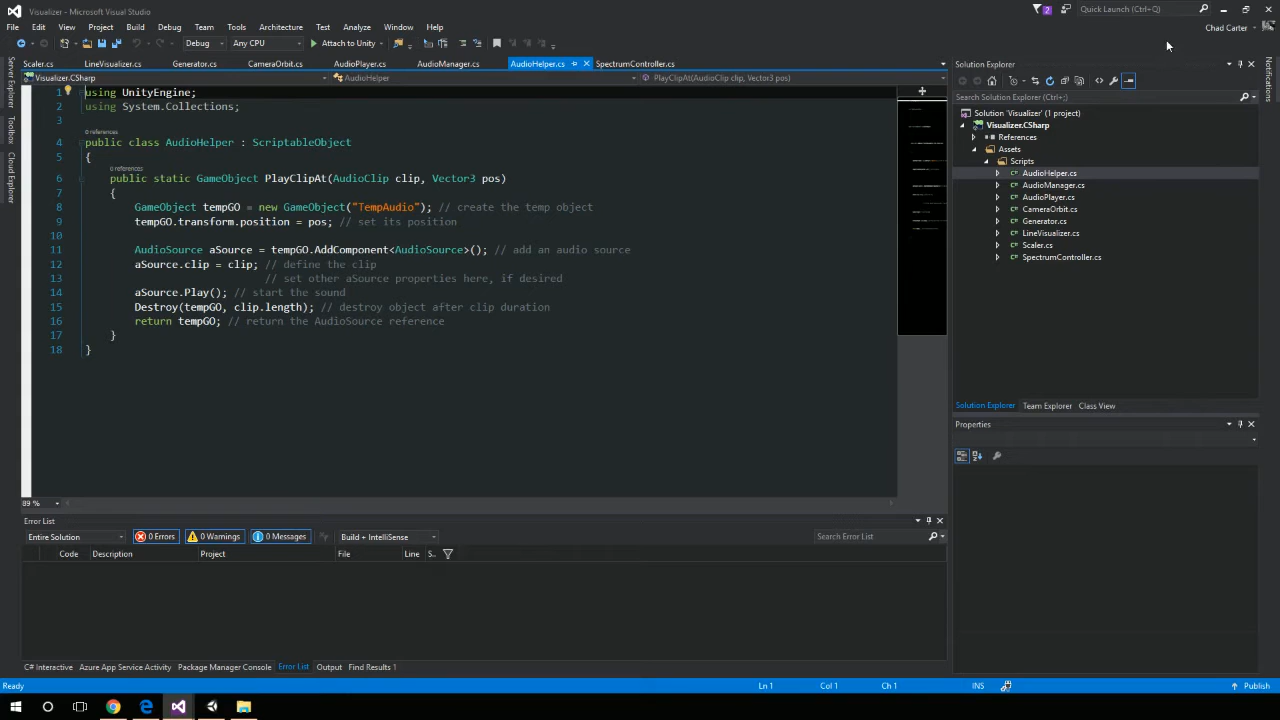 Visualizer - Microsoft Visual Studio
2
Quick Launch (Ctrl+Q)
File Edit View Project Build Debug Team Tools Architecture Test Analyze Window Help
Chad Carter
Debug Any CPU Attach to Unity
Scaler.cs LineVisualizer.cs Generator.cs CameraOrbit.cs AudioPlayer.cs AudioManager.cs AudioHelper.cs SpectrumController.cs
Visualizer.CSharp AudioHelper PlayClipAt(AudioClip clip, Vector3 pos)
Server Explorer
Toolbox
Cloud Explorer
1 using UnityEngine;
2 using System.Collections;
3
0 references
4 public class AudioHelper : ScriptableObject
5 {
0 references
6 public static GameObject PlayClipAt(AudioClip clip, Vector3 pos)
7 {
8 GameObject tempGO = new GameObject("TempAudio"); // create the temp object
9 tempGO.transform.position = pos; // set its position
10
11 AudioSource aSource = tempGO.AddComponent<AudioSource>(); // add an audio source
12 aSource.clip = clip; // define the clip
13 // set other aSource properties here, if desired
14 aSource.Play(); // start the sound
15 Destroy(tempGO, clip.length); // destroy object after clip duration
16 return tempGO; // return the AudioSource reference
17 }
18 }
89 %
Solution Explorer
Search Solution Explorer (Ctrl+;)
Solution 'Visualizer' (1 project)
Visualizer.CSharp
References
Assets
Scripts
AudioHelper.cs
AudioManager.cs
AudioPlayer.cs
CameraOrbit.cs
Generator.cs
LineVisualizer.cs
Scaler.cs
SpectrumController.cs
Solution Explorer Team Explorer Class View
Properties
Notifications
Error List
Entire Solution 0 Errors 0 Warnings 0 Messages Build + IntelliSense Search Error List
Code Description Project File Line S..
C# Interactive Azure App Service Activity Package Manager Console Error List Output Find Results 1
Ready Ln 1 Col 1 Ch 1 INS Publish